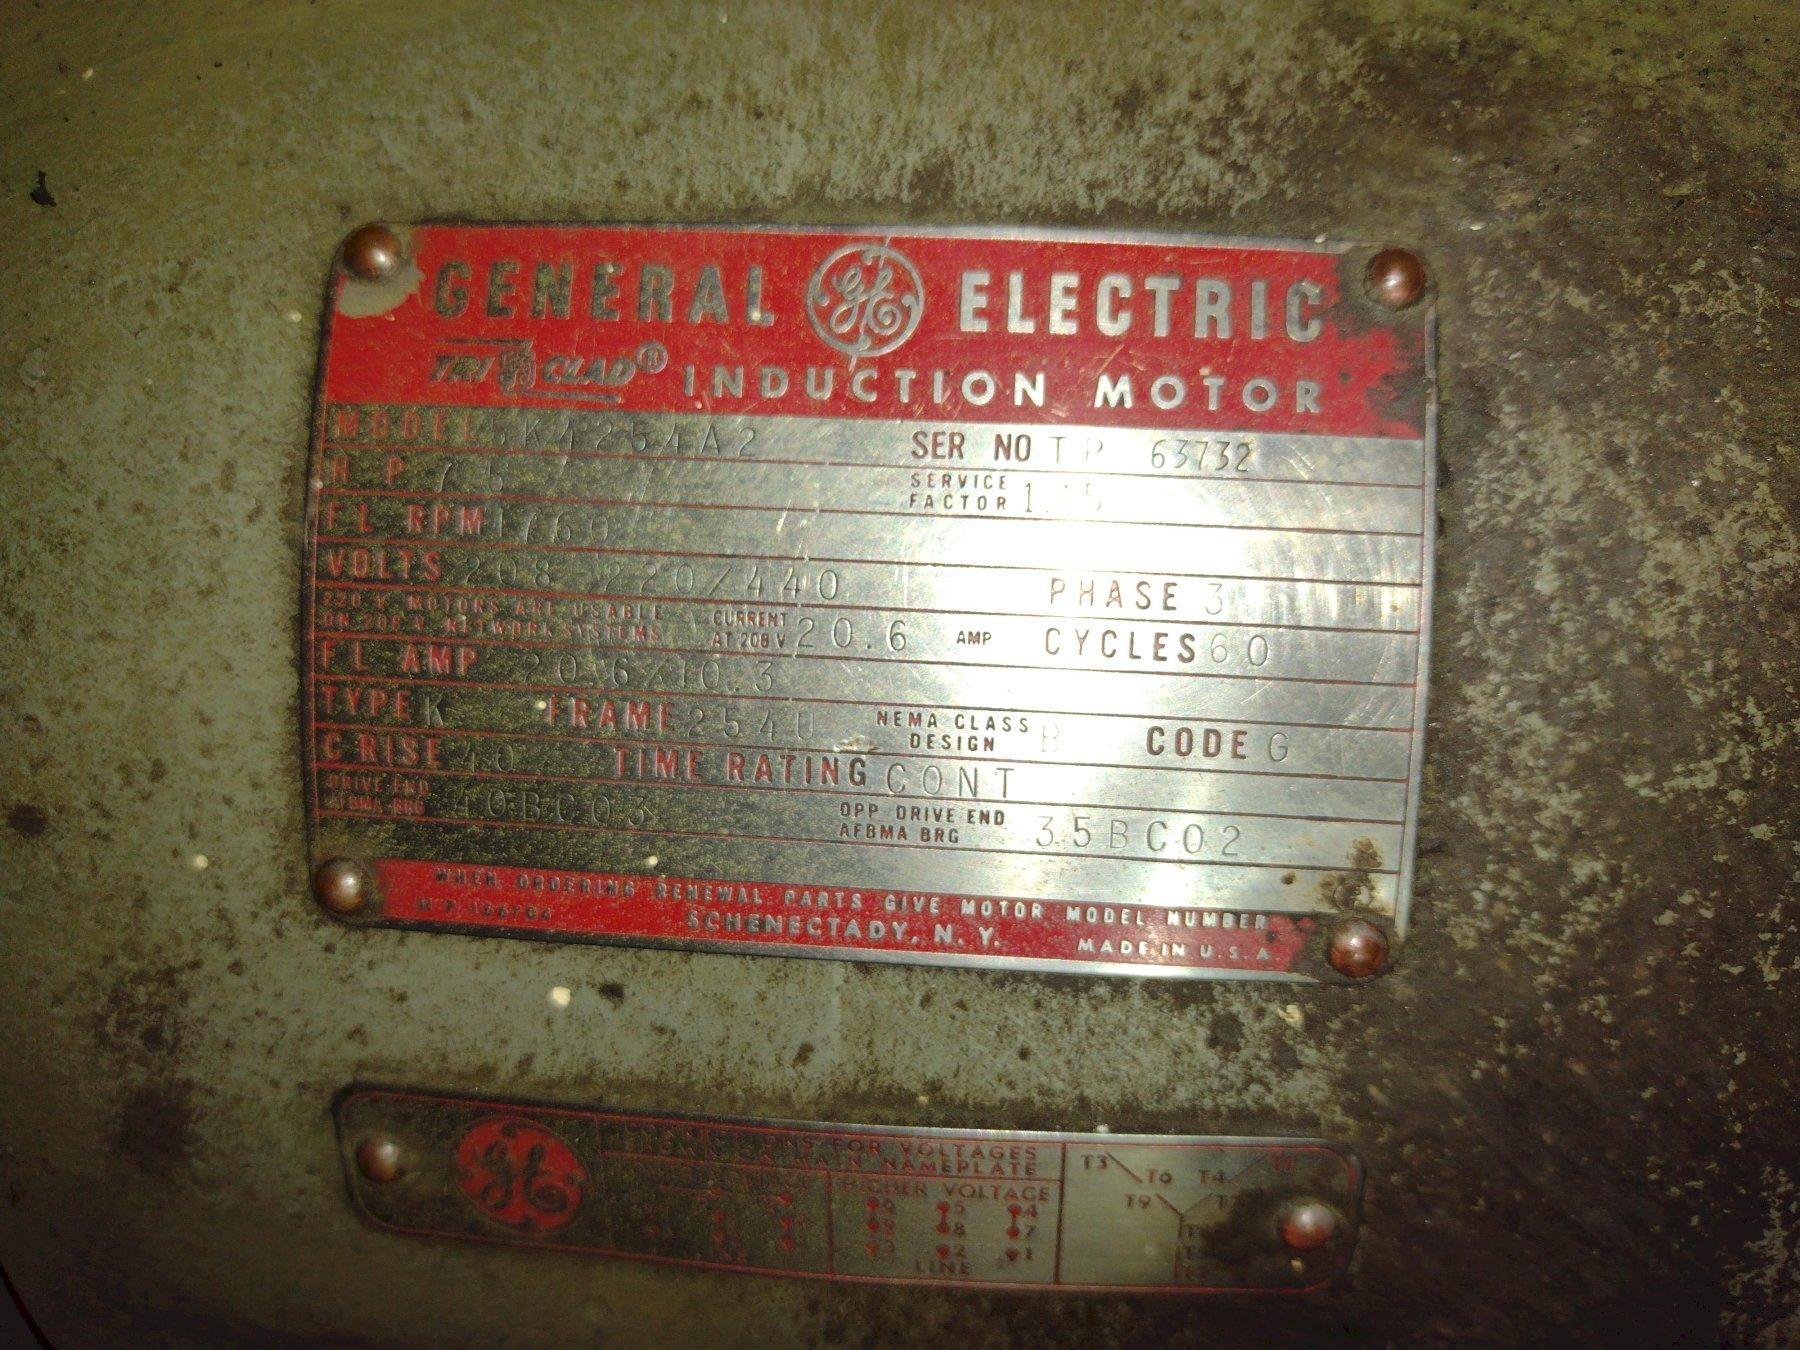 GENERAL GE ELECTRIC
TRI CLAD® INDUCTION MOTOR
MODEL 5K4254A2 SER NO TP 63732
HP 7.5 SERVICE FACTOR 1.15
FL RPM 1760
VOLTS 208-220/440 PHASE 3
220 V. MOTORS ARE USABLE ON 208 V. NETWORK SYSTEMS CURRENT AT 208 V 20.6 AMP CYCLES 60
FL AMP 20.6/10.3
TYPE K FRAME 254U NEMA CLASS DESIGN B CODE G
C RISE 40 TIME RATING CONT
DRIVE END AFBMA BRG 40BC03 OPP DRIVE END AFBMA BRG 35BC02
WHEN ORDERING RENEWAL PARTS GIVE MOTOR MODEL NUMBER
SCHENECTADY, N. Y. MADE IN U.S.A.
GE
FOR VOLTAGES
MAIN NAMEPLATE
HIGHER VOLTAGE
6 5 4
9 8 7
3 2 1
LINE
T3 T6 T4
T9